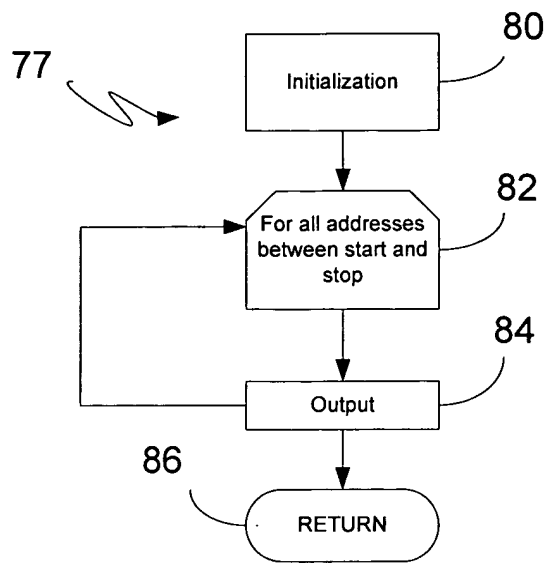 80
77
Initialization
82
For all addresses
between start and
stop
84
Output
86
RETURN